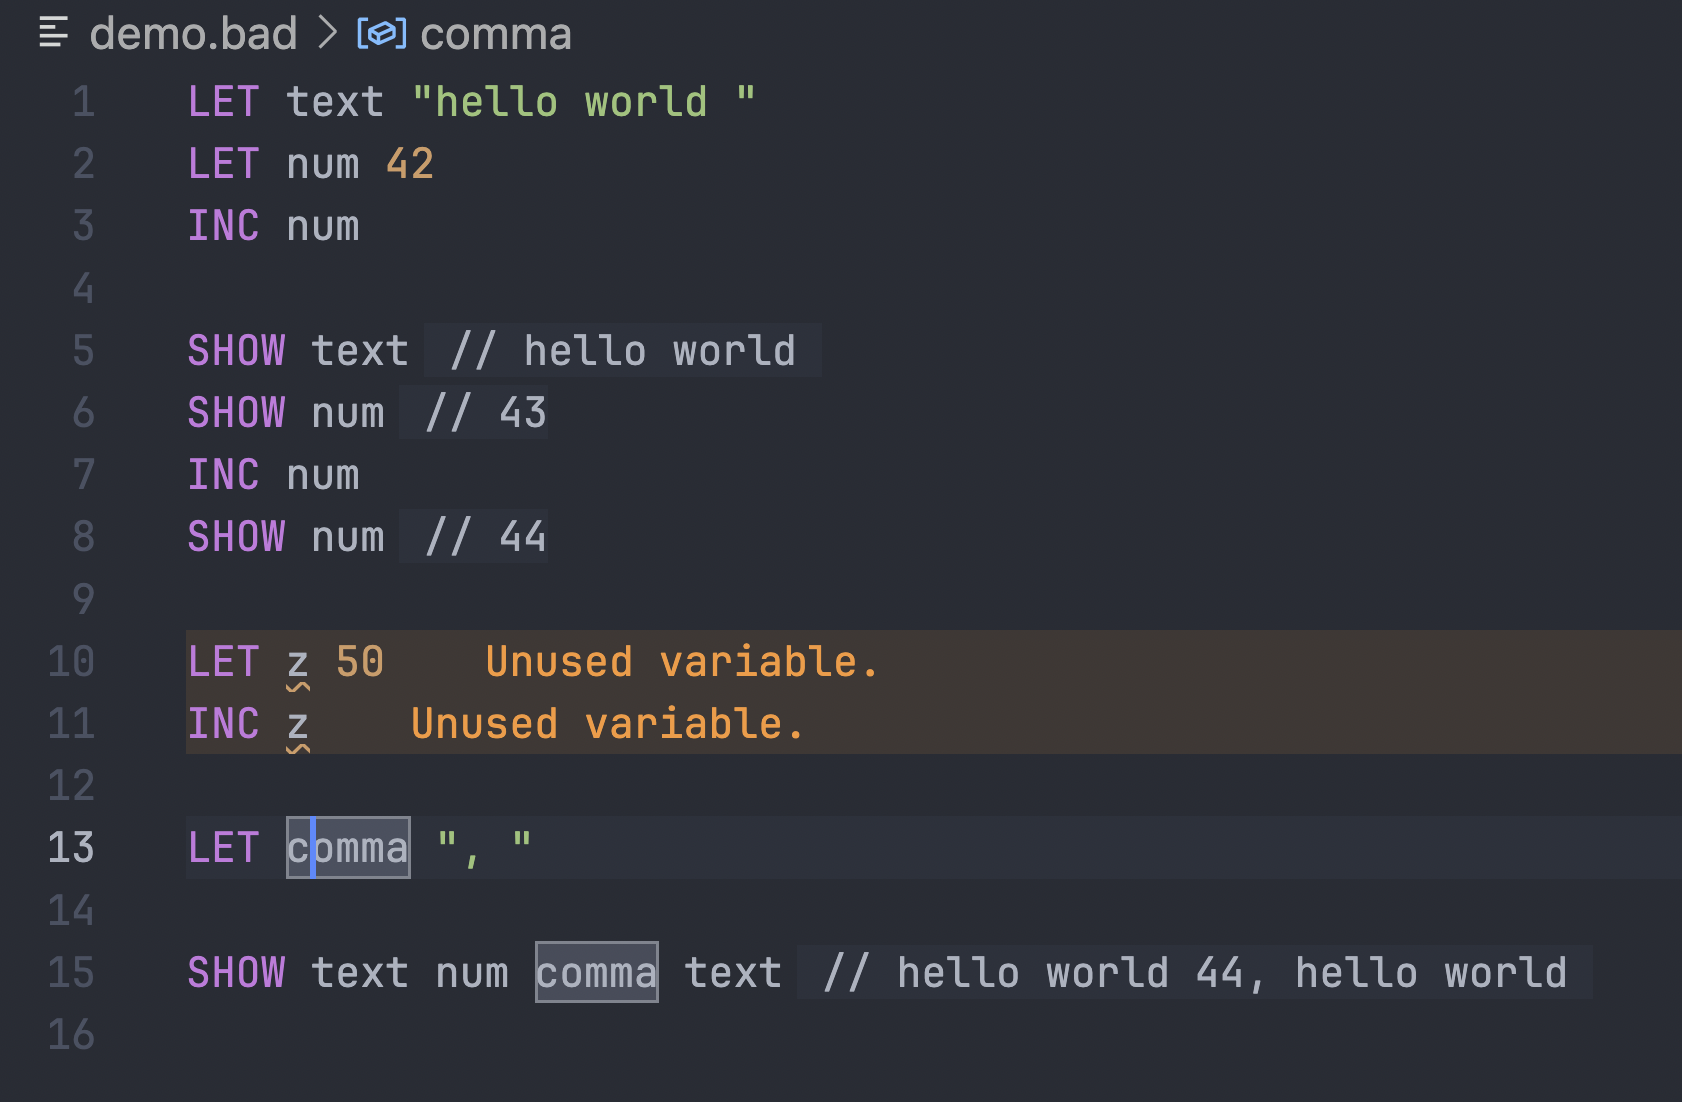 demo.bad > comma
1 LET text "hello world "
2 LET num 42
3 INC num
4
5 SHOW text // hello world
6 SHOW num // 43
7 INC num
8 SHOW num // 44
9
10 LET z 50 Unused variable.
11 INC z Unused variable.
12
13 LET comma ", "
14
15 SHOW text num comma text // hello world 44, hello world
16